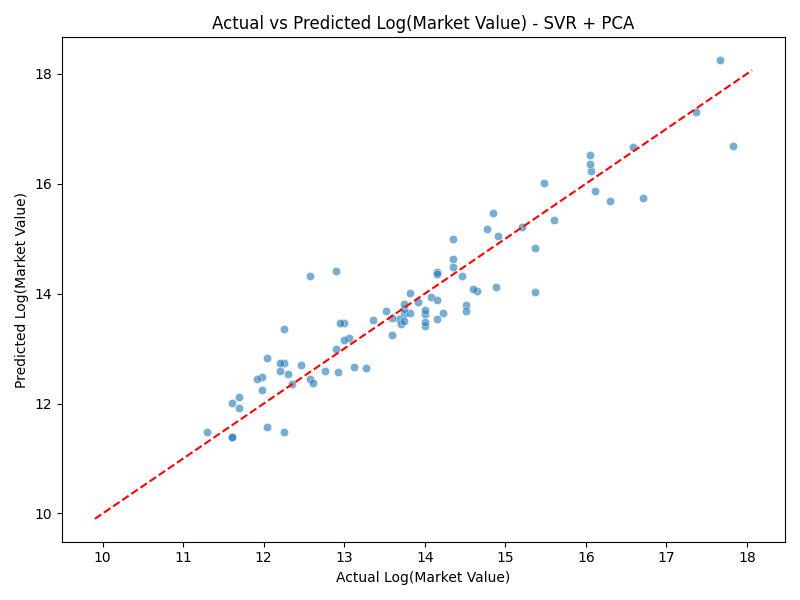 Actual vs Predicted Log(Market Value) - SVR + PCA
Predicted Log(Market Value)
18
16
14
12
10
10 11 12 13 14 15 16 17 18
Actual Log(Market Value)